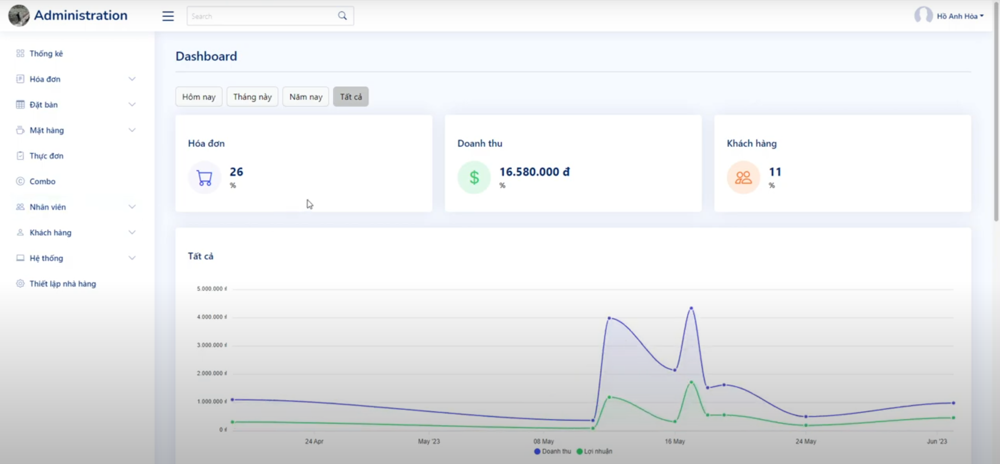 Administration
Search
Hồ Anh Hòa
Thống kê
Hóa đơn
Đặt bàn
Mặt hàng
Thực đơn
Combo
Nhân viên
Khách hàng
Hệ thống
Thiết lập nhà hàng
Dashboard
Hôm nay Tháng này Năm nay Tất cả
Hóa đơn
26
%
Doanh thu
16.580.000 đ
%
Khách hàng
11
%
Tất cả
5.000.000 đ
4.000.000 đ
3.000.000 đ
2.000.000 đ
1.000.000 đ
0 đ
24 Apr May '23 08 May 16 May 24 May Jun '23
Doanh thu Lợi nhuận